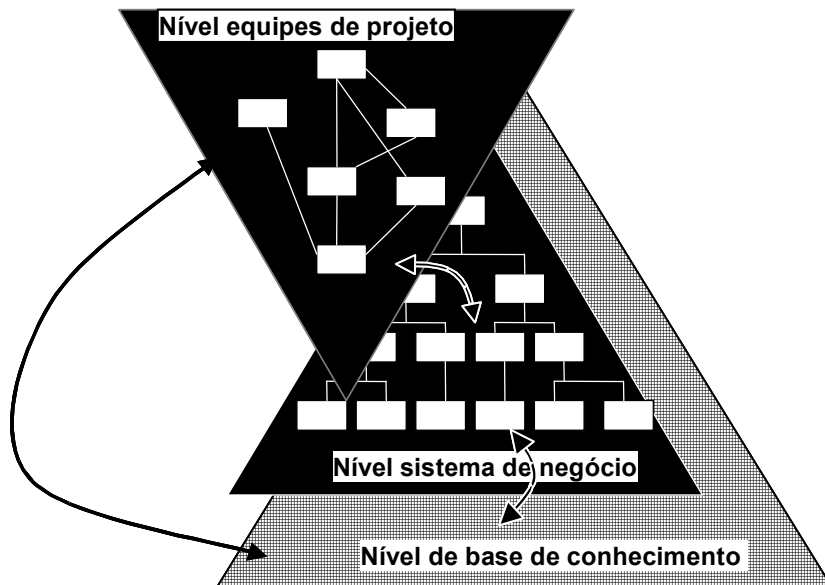 Nível equipes de projeto
Nível sistema de negócio
Nível de base de conhecimento